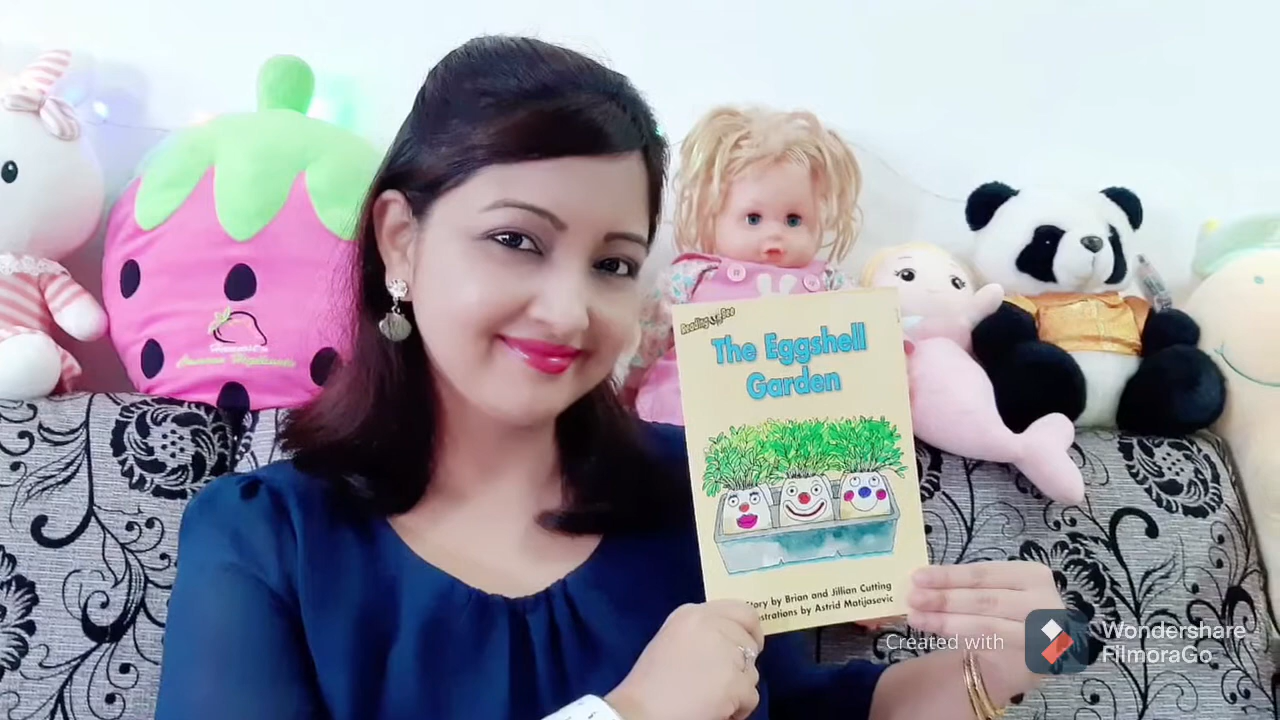 Reading Bee
The Eggshell
Garden
Story by Brian and Jillian Cutting
Illustrations by Astrid Matijasevic
Created with
Wondershare
FilmoraGo